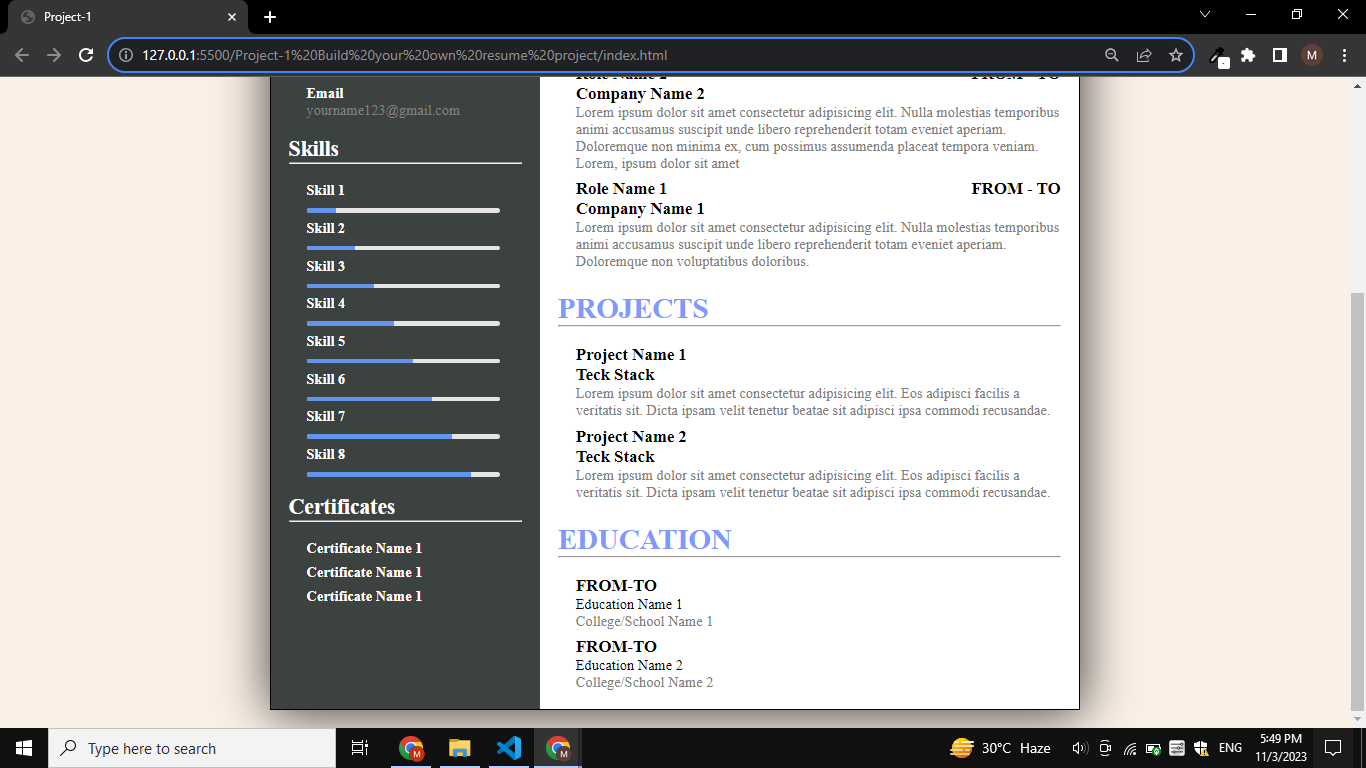 Project-1
127.0.0.1:5500/Project-1%20Build%20your%20own%20resume%20project/index.html
M
Email
yourname123@gmail.com
Skills
Skill 1
Skill 2
Skill 3
Skill 4
Skill 5
Skill 6
Skill 7
Skill 8
Certificates
Certificate Name 1
Certificate Name 1
Certificate Name 1
Role Name 2 FROM - TO
Company Name 2
Lorem ipsum dolor sit amet consectetur adipisicing elit. Nulla molestias temporibus
animi accusamus suscipit unde libero reprehenderit totam eveniet aperiam.
Doloremque non minima ex, cum possimus assumenda placeat tempora veniam.
Lorem, ipsum dolor sit amet
Role Name 1 FROM - TO
Company Name 1
Lorem ipsum dolor sit amet consectetur adipisicing elit. Nulla molestias temporibus
animi accusamus suscipit unde libero reprehenderit totam eveniet aperiam.
Doloremque non voluptatibus doloribus.
PROJECTS
Project Name 1
Teck Stack
Lorem ipsum dolor sit amet consectetur adipisicing elit. Eos adipisci facilis a
veritatis sit. Dicta ipsam velit tenetur beatae sit adipisci ipsa commodi recusandae.
Project Name 2
Teck Stack
Lorem ipsum dolor sit amet consectetur adipisicing elit. Eos adipisci facilis a
veritatis sit. Dicta ipsam velit tenetur beatae sit adipisci ipsa commodi recusandae.
EDUCATION
FROM-TO
Education Name 1
College/School Name 1
FROM-TO
Education Name 2
College/School Name 2
Type here to search
M
M
30°C Haze
ENG
5:49 PM
11/3/2023